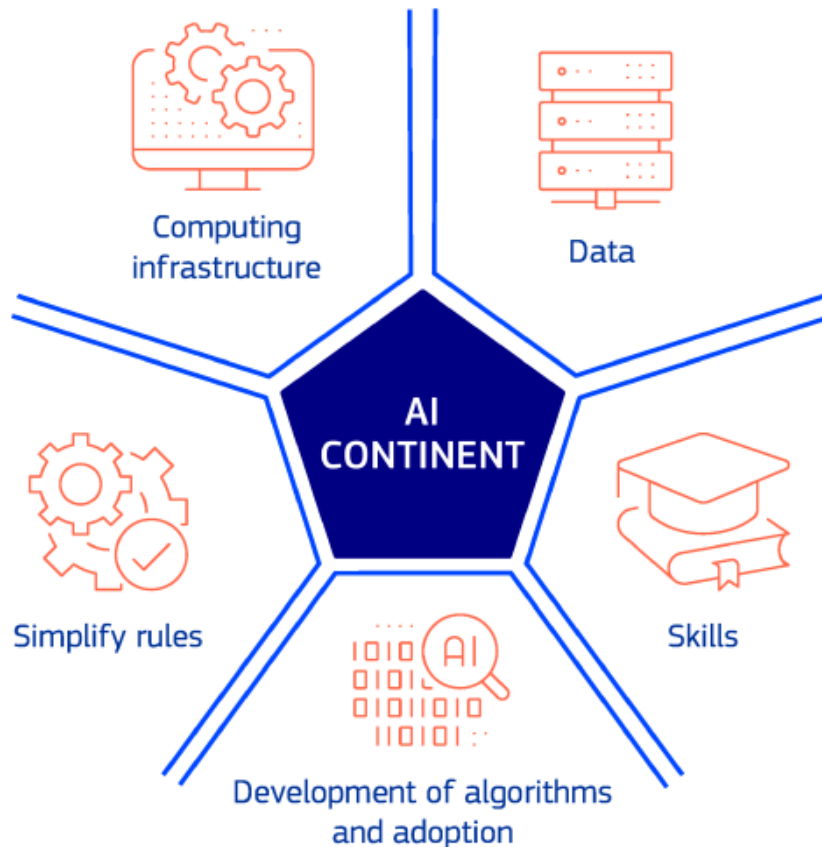 Computing
infrastructure
Data
AI
CONTINENT
Simplify rules
Skills
AI
Development of algorithms
and adoption